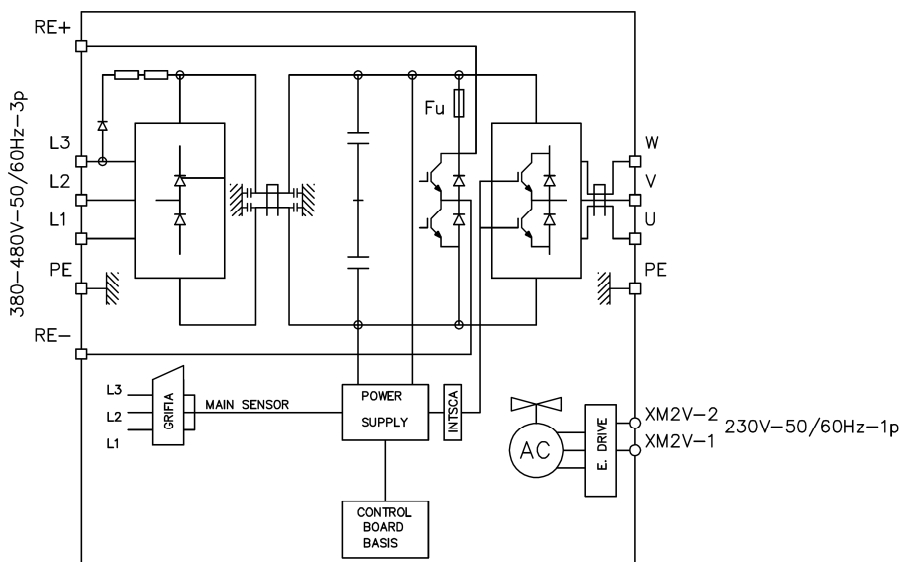 RE+
380-480V-50/60Hz-3p
L3
L2
L1
PE
RE-
Fu
W
V
U
PE
L3
L2
L1
GRIFIA
MAIN SENSOR
POWER
SUPPLY
INTSCA
CONTROL
BOARD
BASIS
AC
E. DRIVE
XM2V-2
XM2V-1
230V-50/60Hz-1p